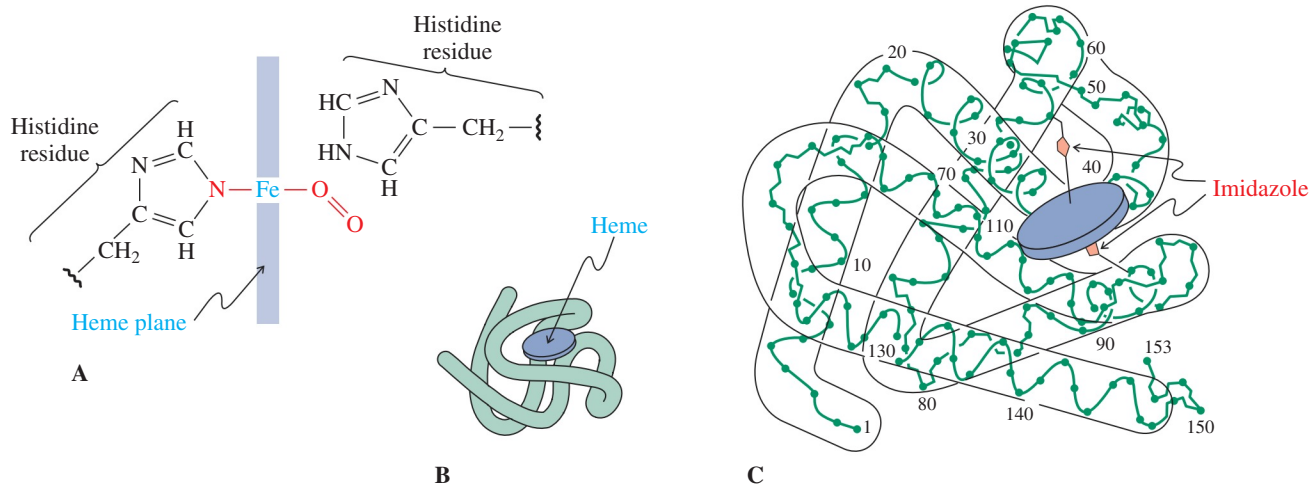 Histidine
residue
Histidine
residue
H
C
N
HC
N
N
Fe
O
O
C
C
H
CH2
HN
C
H
CH2
Heme plane
A
Heme
B
20
60
50
30
40
70
Imidazole
110
10
90
130
153
80
140
1
150
C